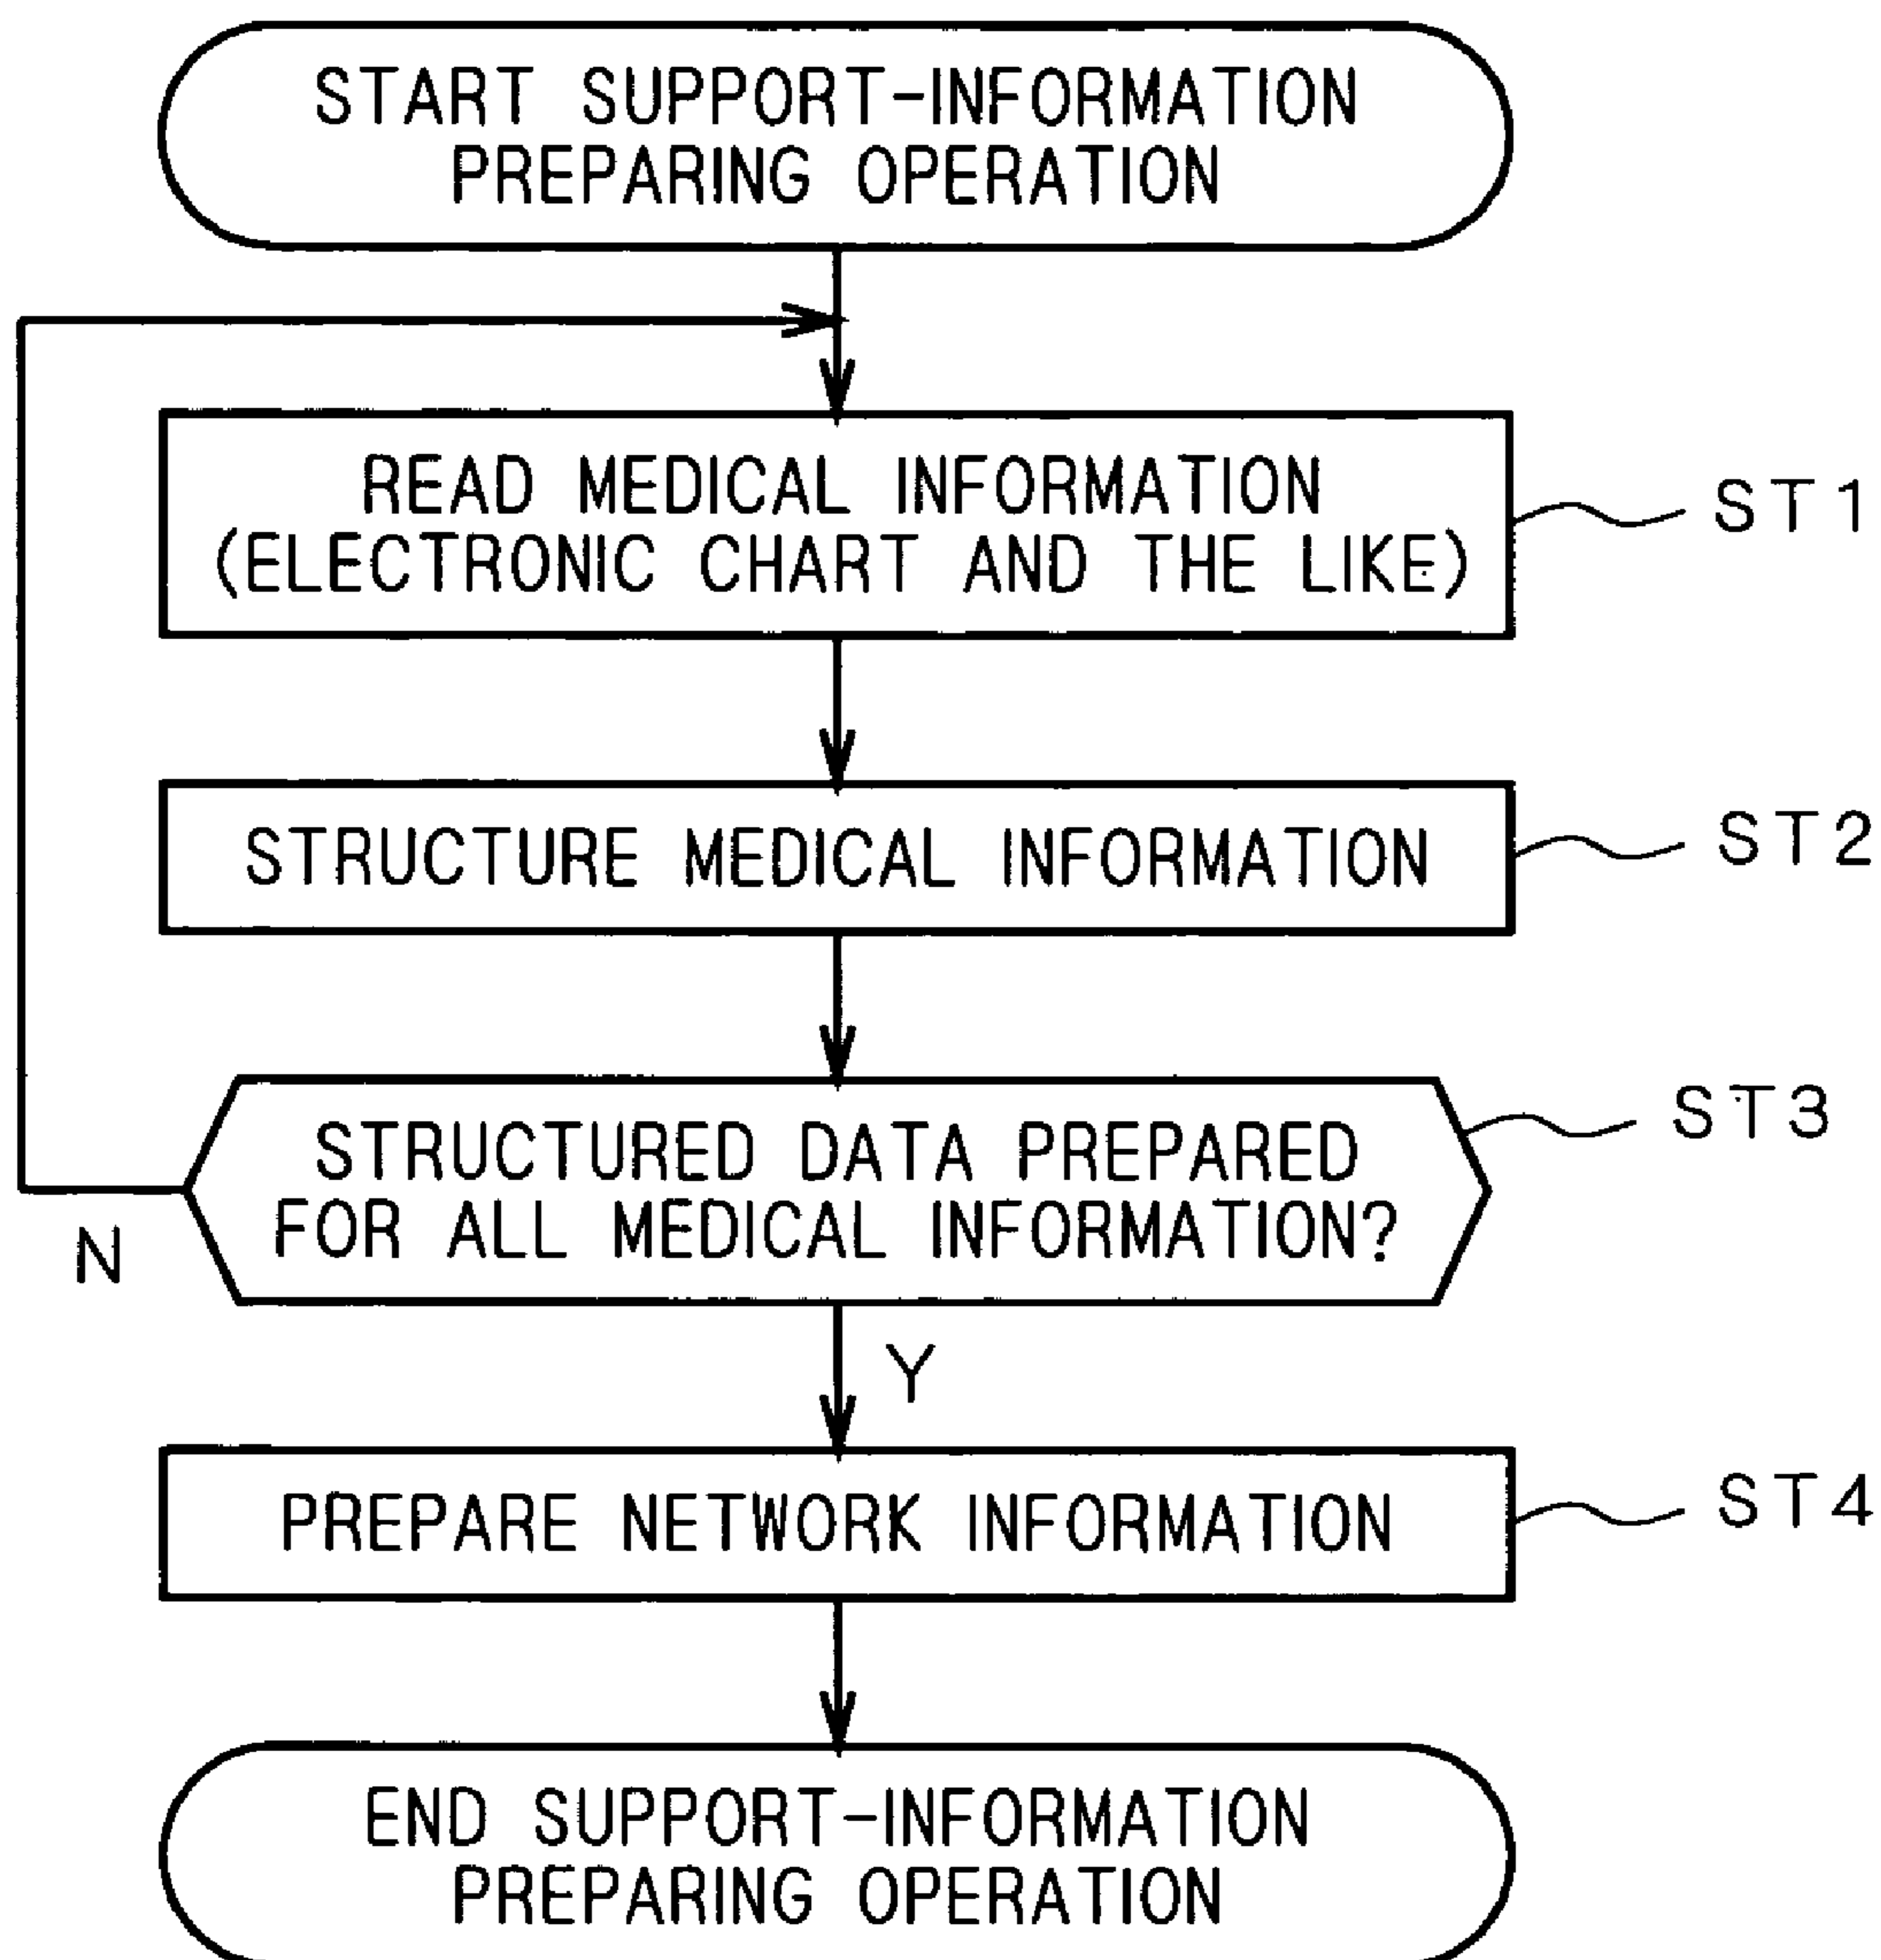 START SUPPORT-INFORMATION
PREPARING OPERATION
READ MEDICAL INFORMATION
(ELECTRONIC CHART AND THE LIKE)
ST1
STRUCTURE MEDICAL INFORMATION
ST2
STRUCTURED DATA PREPARED
FOR ALL MEDICAL INFORMATION?
ST3
N
Y
PREPARE NETWORK INFORMATION
ST4
END SUPPORT-INFORMATION
PREPARING OPERATION